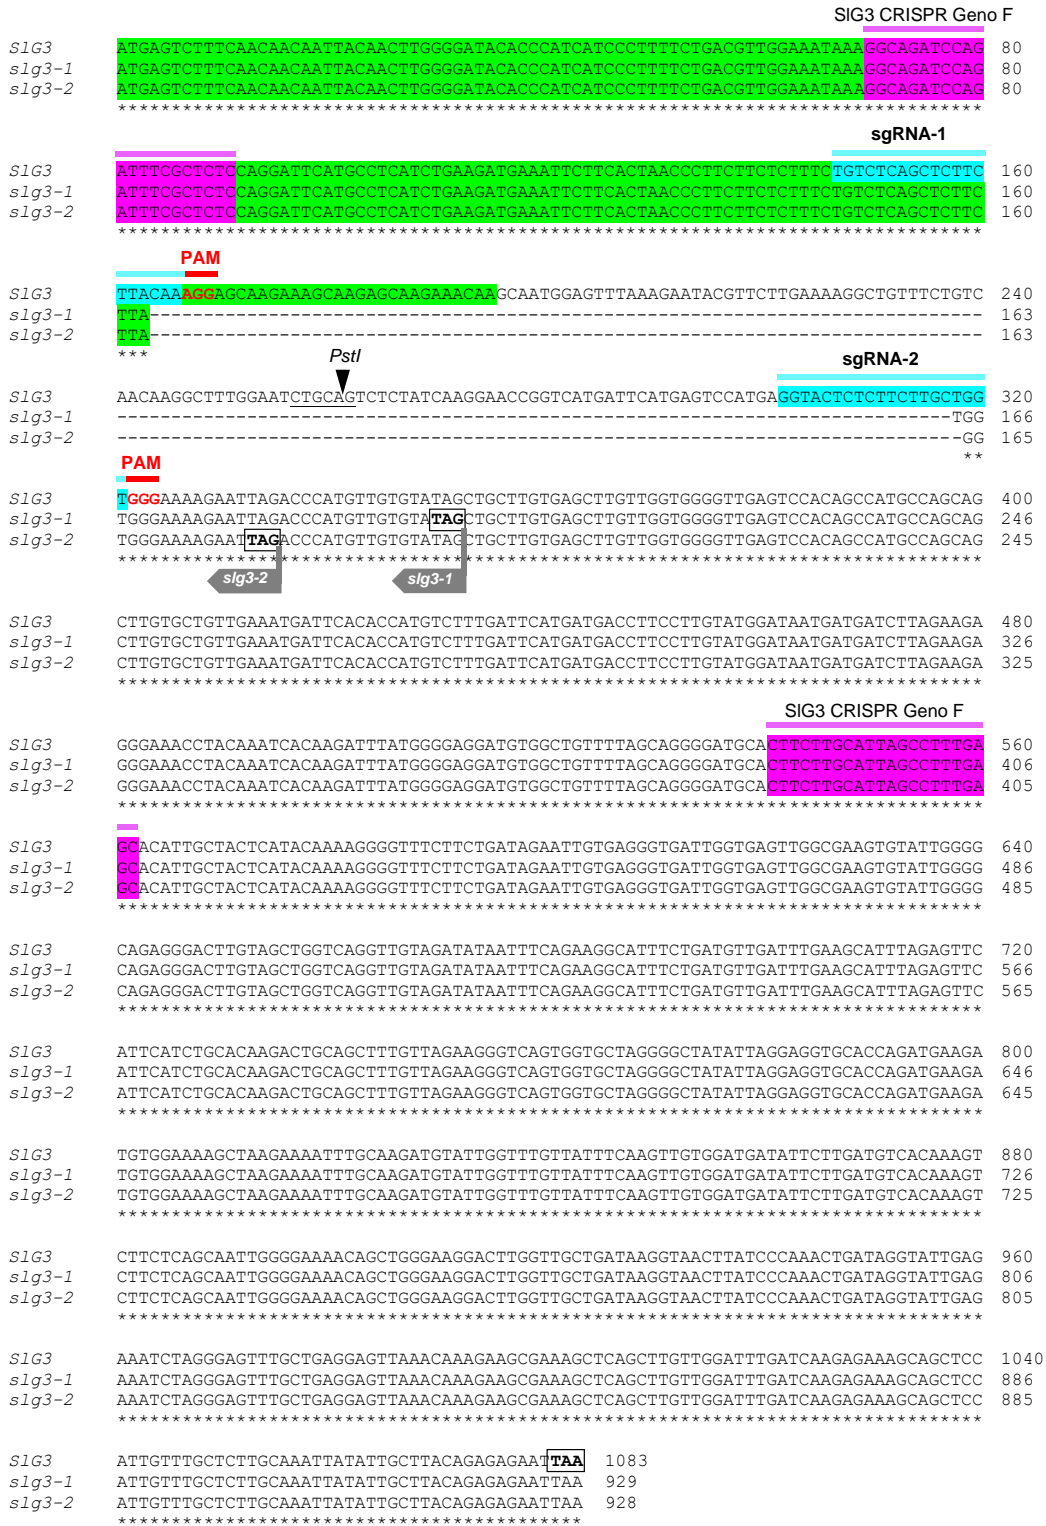 SlG3 CRISPR Geno F
SlG3 ATGAGTCTTTCAACAACAATTACAACTTGGGGATACACCCATCATCCCTTTTCTGACGTTGGAAATAAAGGCAGATCCAG 80
slg3-1 ATGAGTCTTTCAACAACAATTACAACTTGGGGATACACCCATCATCCCTTTTCTGACGTTGGAAATAAAGGCAGATCCAG 80
slg3-2 ATGAGTCTTTCAACAACAATTACAACTTGGGGATACACCCATCATCCCTTTTCTGACGTTGGAAATAAAGGCAGATCCAG 80
********************************************************************************
sgRNA-1
SlG3 ATTTCGCTCTCCAGGATTCATGCCTCATCTGAAGATGAAATTCTTCACTAACCCTTCTTCTCTTTCTGTCTCAGCTCTTC 160
slg3-1 ATTTCGCTCTCCAGGATTCATGCCTCATCTGAAGATGAAATTCTTCACTAACCCTTCTTCTCTTTCTGTCTCAGCTCTTC 160
slg3-2 ATTTCGCTCTCCAGGATTCATGCCTCATCTGAAGATGAAATTCTTCACTAACCCTTCTTCTCTTTCTGTCTCAGCTCTTC 160
********************************************************************************
PAM
SlG3 TTACAAAGGAGCAAGAAAGCAAGAGCAAGAAACAAGCAATGGAGTTTAAAGAATACGTTCTTGAAAAGGCTGTTTCTGTC 240
slg3-1 TTA----------------------------------------------------------------------------- 163
slg3-2 TTA----------------------------------------------------------------------------- 163
***
PstI
sgRNA-2
SlG3 AACAAGGCTTTGGAATCTGCAGTCTCTATCAAGGAACCGGTCATGATTCATGAGTCCATGAGGTACTCTCTTCTTGCTGG 320
slg3-1 -----------------------------------------------------------------------------TGG 166
slg3-2 ------------------------------------------------------------------------------GG 165
**
PAM
SlG3 TGGGAAAAGAATTAGACCCATGTTGTGTATAGCTGCTTGTGAGCTTGTTGGTGGGGTTGAGTCCACAGCCATGCCAGCAG 400
slg3-1 TGGGAAAAGAATTAGACCCATGTTGTGTATAGCTGCTTGTGAGCTTGTTGGTGGGGTTGAGTCCACAGCCATGCCAGCAG 246
slg3-2 TGGGAAAAGAATTAGACCCATGTTGTGTATAGCTGCTTGTGAGCTTGTTGGTGGGGTTGAGTCCACAGCCATGCCAGCAG 245
********************************************************************************
slg3-2 slg3-1
SlG3 CTTGTGCTGTTGAAATGATTCACACCATGTCTTTGATTCATGATGACCTTCCTTGTATGGATAATGATGATCTTAGAAGA 480
slg3-1 CTTGTGCTGTTGAAATGATTCACACCATGTCTTTGATTCATGATGACCTTCCTTGTATGGATAATGATGATCTTAGAAGA 326
slg3-2 CTTGTGCTGTTGAAATGATTCACACCATGTCTTTGATTCATGATGACCTTCCTTGTATGGATAATGATGATCTTAGAAGA 325
********************************************************************************
SlG3 CRISPR Geno F
SlG3 GGGAAACCTACAAATCACAAGATTTATGGGGAGGATGTGGCTGTTTTAGCAGGGGATGCACTTCTTGCATTAGCCTTTGA 560
slg3-1 GGGAAACCTACAAATCACAAGATTTATGGGGAGGATGTGGCTGTTTTAGCAGGGGATGCACTTCTTGCATTAGCCTTTGA 406
slg3-2 GGGAAACCTACAAATCACAAGATTTATGGGGAGGATGTGGCTGTTTTAGCAGGGGATGCACTTCTTGCATTAGCCTTTGA 405
********************************************************************************
SlG3 GCACATTGCTACTCATACAAAAGGGGTTTCTTCTGATAGAATTGTGAGGGTGATTGGTGAGTTGGCGAAGTGTATTGGGG 640
slg3-1 GCACATTGCTACTCATACAAAAGGGGTTTCTTCTGATAGAATTGTGAGGGTGATTGGTGAGTTGGCGAAGTGTATTGGGG 486
slg3-2 GCACATTGCTACTCATACAAAAGGGGTTTCTTCTGATAGAATTGTGAGGGTGATTGGTGAGTTGGCGAAGTGTATTGGGG 485
********************************************************************************
SlG3 CAGAGGGACTTGTAGCTGGTCAGGTTGTAGATATAATTTCAGAAGGCATTTCTGATGTTGATTTGAAGCATTTAGAGTTC 720
slg3-1 CAGAGGGACTTGTAGCTGGTCAGGTTGTAGATATAATTTCAGAAGGCATTTCTGATGTTGATTTGAAGCATTTAGAGTTC 566
slg3-2 CAGAGGGACTTGTAGCTGGTCAGGTTGTAGATATAATTTCAGAAGGCATTTCTGATGTTGATTTGAAGCATTTAGAGTTC 565
********************************************************************************
SlG3 ATTCATCTGCACAAGACTGCAGCTTTGTTAGAAGGGTCAGTGGTGCTAGGGGCTATATTAGGAGGTGCACCAGATGAAGA 800
slg3-1 ATTCATCTGCACAAGACTGCAGCTTTGTTAGAAGGGTCAGTGGTGCTAGGGGCTATATTAGGAGGTGCACCAGATGAAGA 646
slg3-2 ATTCATCTGCACAAGACTGCAGCTTTGTTAGAAGGGTCAGTGGTGCTAGGGGCTATATTAGGAGGTGCACCAGATGAAGA 645
********************************************************************************
SlG3 TGTGGAAAAGCTAAGAAAATTTGCAAGATGTATTGGTTTGTTATTTCAAGTTGTGGATGATATTCTTGATGTCACAAAGT 880
slg3-1 TGTGGAAAAGCTAAGAAAATTTGCAAGATGTATTGGTTTGTTATTTCAAGTTGTGGATGATATTCTTGATGTCACAAAGT 726
slg3-2 TGTGGAAAAGCTAAGAAAATTTGCAAGATGTATTGGTTTGTTATTTCAAGTTGTGGATGATATTCTTGATGTCACAAAGT 725
********************************************************************************
SlG3 CTTCTCAGCAATTGGGGAAAACAGCTGGGAAGGACTTGGTTGCTGATAAGGTAACTTATCCCAAACTGATAGGTATTGAG 960
slg3-1 CTTCTCAGCAATTGGGGAAAACAGCTGGGAAGGACTTGGTTGCTGATAAGGTAACTTATCCCAAACTGATAGGTATTGAG 806
slg3-2 CTTCTCAGCAATTGGGGAAAACAGCTGGGAAGGACTTGGTTGCTGATAAGGTAACTTATCCCAAACTGATAGGTATTGAG 805
********************************************************************************
SlG3 AAATCTAGGGAGTTTGCTGAGGAGTTAAACAAAGAAGCGAAAGCTCAGCTTGTTGGATTTGATCAAGAGAAAGCAGCTCC 1040
slg3-1 AAATCTAGGGAGTTTGCTGAGGAGTTAAACAAAGAAGCGAAAGCTCAGCTTGTTGGATTTGATCAAGAGAAAGCAGCTCC 886
slg3-2 AAATCTAGGGAGTTTGCTGAGGAGTTAAACAAAGAAGCGAAAGCTCAGCTTGTTGGATTTGATCAAGAGAAAGCAGCTCC 885
********************************************************************************
SlG3 ATTGTTTGCTCTTGCAAATTATATTGCTTACAGAGAGAATTAA 1083
slg3-1 ATTGTTTGCTCTTGCAAATTATATTGCTTACAGAGAGAATTAA 929
slg3-2 ATTGTTTGCTCTTGCAAATTATATTGCTTACAGAGAGAATTAA 928
*******************************************